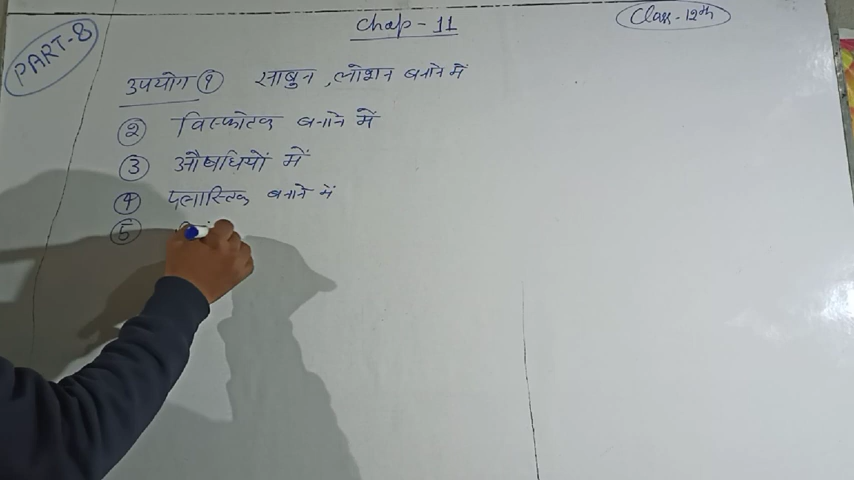 PART-8
Chap - 11
Class - 12th
उपयोग ① साबुन, लोशन बनाने में
② विस्फोटक बनाने में
③ औषधियों में
④ प्लास्टिक बनाने में
⑤